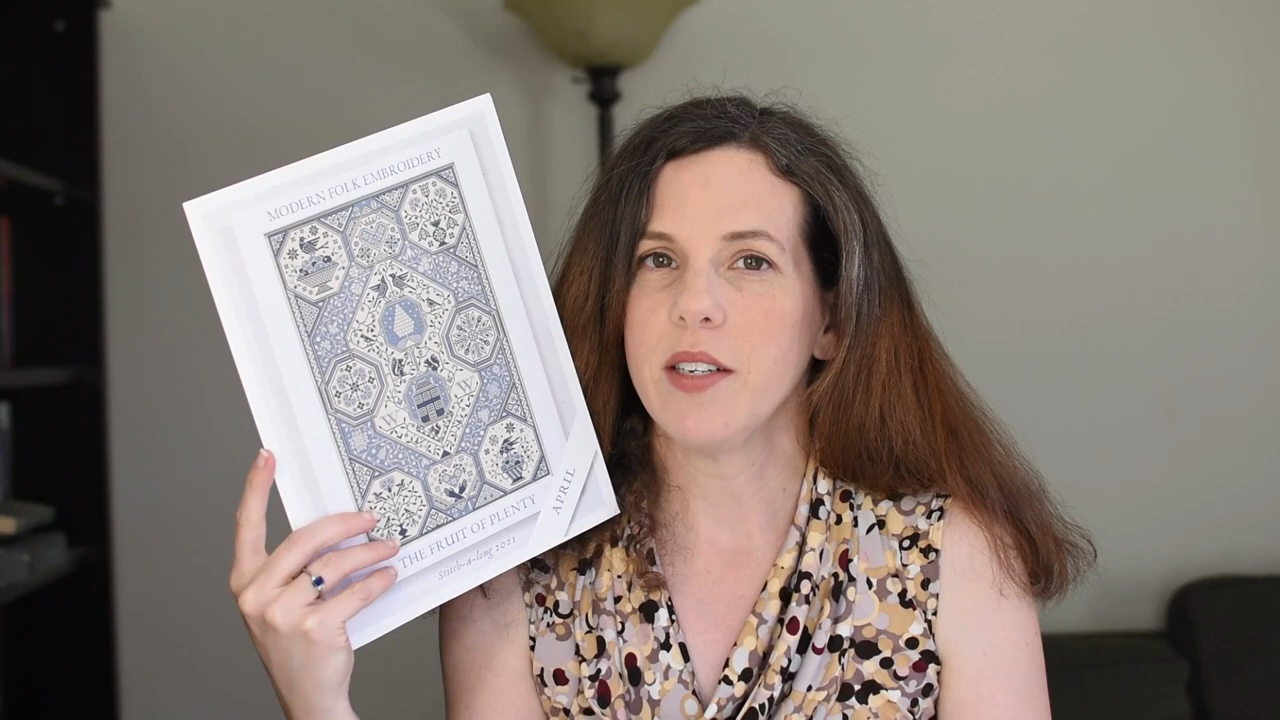 MODERN FOLK EMBROIDERY
W W
THE FRUIT OF PLENTY
Stitch-a-long 2021
APRIL